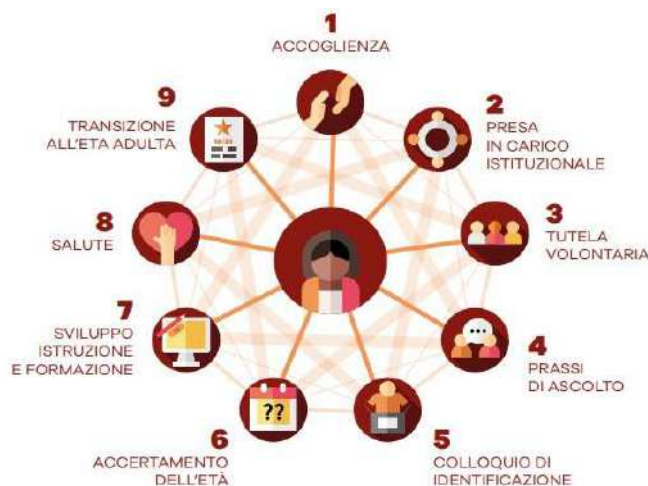 1
ACCOGLIENZA
2
PRESA
IN CARICO
ISTITUZIONALE
3
TUTELA
VOLONTARIA
4
PRASSI
DI ASCOLTO
5
COLLOQUIO DI
IDENTIFICAZIONE
6
ACCERTAMENTO
DELL'ETÀ
??
7
SVILUPPO
ISTRUZIONE
E FORMAZIONE
8
SALUTE
9
TRANSIZIONE
ALL'ETA ADULTA